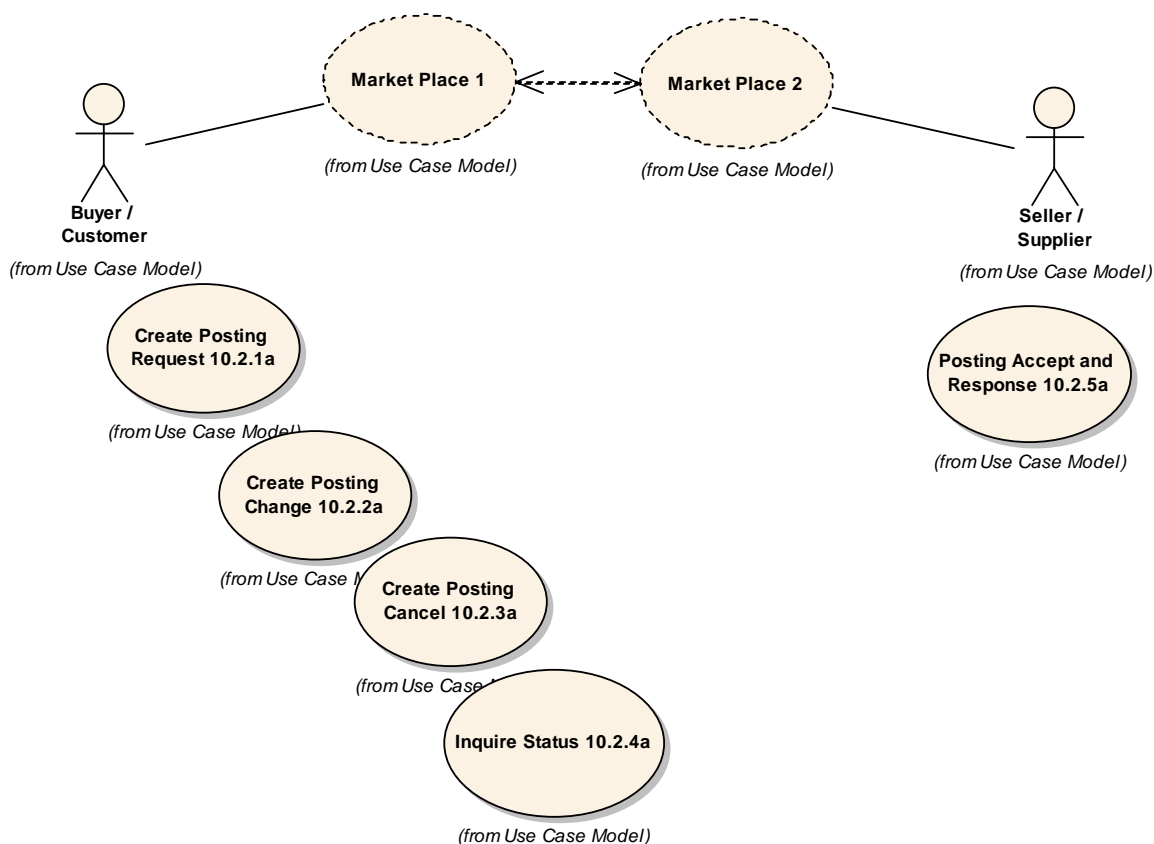 Market Place 1
(from Use Case Model)
Market Place 2
(from Use Case Model)
Buyer /
Customer
(from Use Case Model)
Seller /
Supplier
(from Use Case Model)
Create Posting
Request 10.2.1a
(from Use Case Model)
Posting Accept and
Response 10.2.5a
(from Use Case Model)
Create Posting
Change 10.2.2a
(from Use Case
Create Posting
Cancel 10.2.3a
(from Use Case
Inquire Status 10.2.4a
(from Use Case Model)